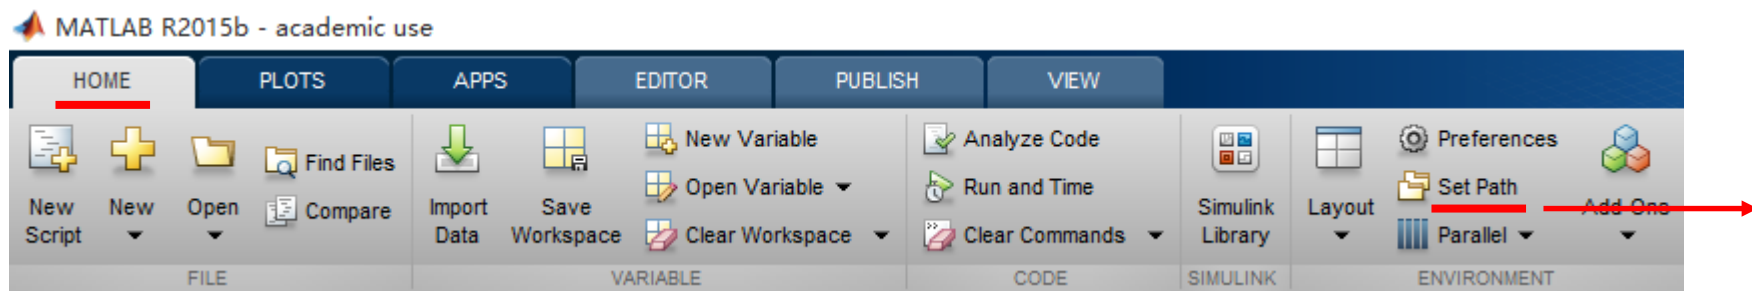 MATLAB R2015b - academic use
HOME PLOTS APPS EDITOR PUBLISH VIEW
New Script
New
Open
Find Files
Compare
Import Data
Save Workspace
New Variable
Open Variable
Clear Workspace
Analyze Code
Run and Time
Clear Commands
Simulink Library
Layout
Preferences
Set Path
Parallel
Add-Ons
FILE VARIABLE CODE SIMULINK ENVIRONMENT